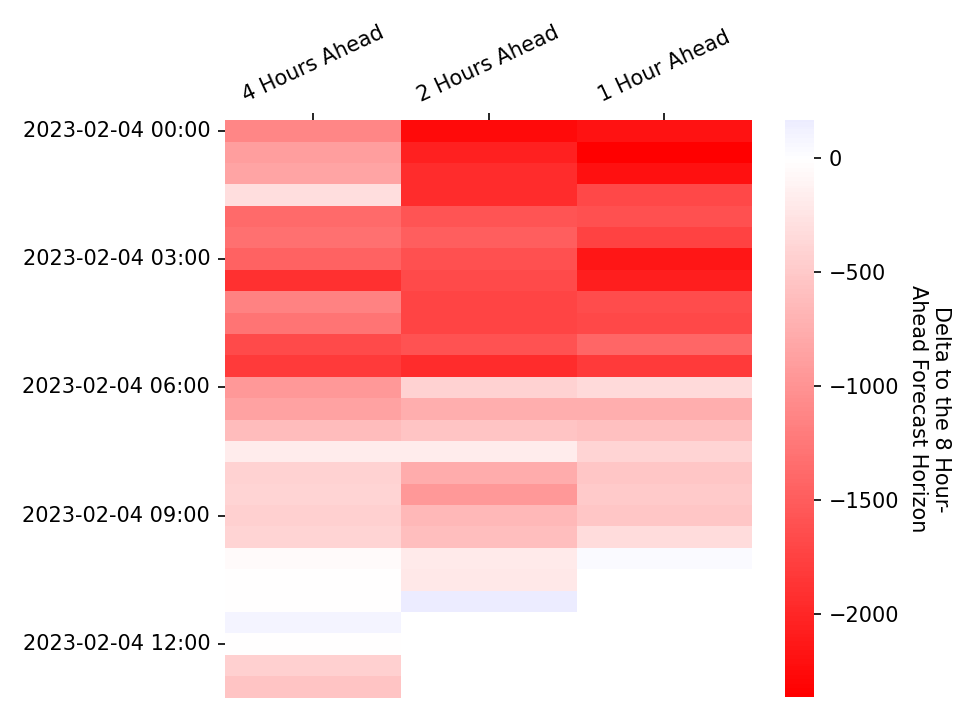 4 Hours Ahead
2 Hours Ahead
1 Hour Ahead
2023-02-04 00:00
2023-02-04 03:00
2023-02-04 06:00
2023-02-04 09:00
2023-02-04 12:00
0
−500
−1000
−1500
−2000
Delta to the 8 Hour-
Ahead Forecast Horizon